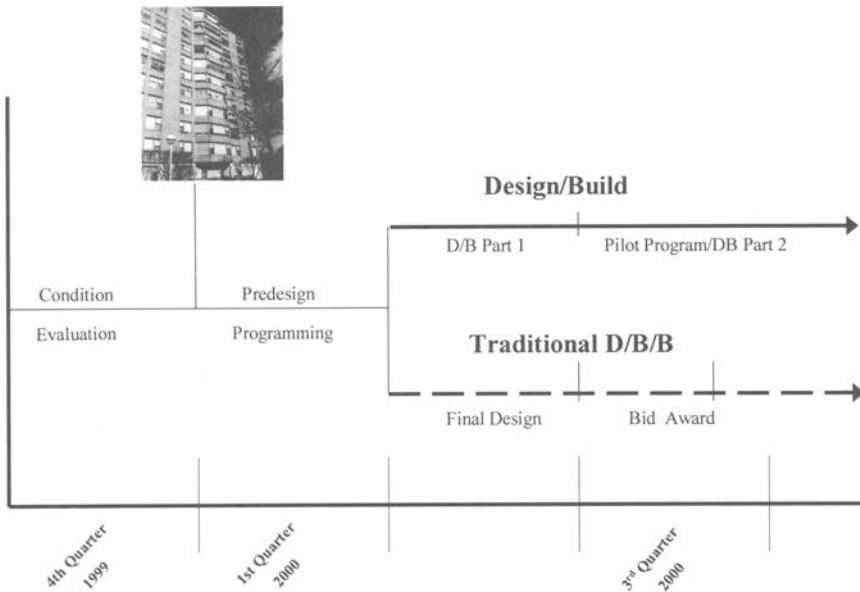 Design/Build
D/B Part 1
Pilot Program/DB Part 2
Condition
Predesign
Evaluation
Programming
Traditional D/B/B
Final Design
Bid Award
4th Quarter
1999
1st Quarter
2000
3rd Quarter
2000